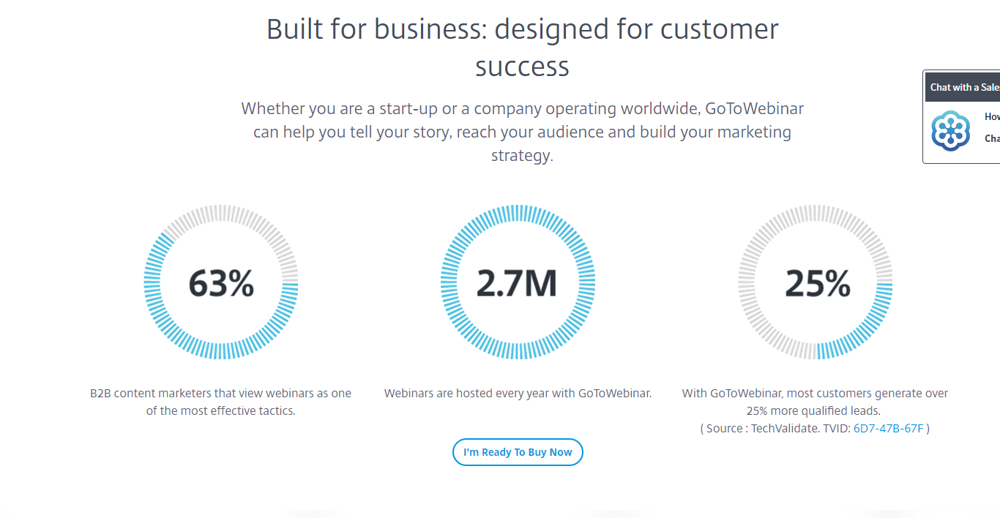 Built for business: designed for customer
success
Whether you are a start-up or a company operating worldwide, GoToWebinar
can help you tell your story, reach your audience and build your marketing
strategy.
Chat with a Sale
How
Cha
63%
2.7M
25%
B2B content marketers that view webinars as one
of the most effective tactics.
Webinars are hosted every year with GoToWebinar.
With GoToWebinar, most customers generate over
25% more qualified leads.
( Source : TechValidate. TVID: 6D7-47B-67F )
I'm Ready To Buy Now